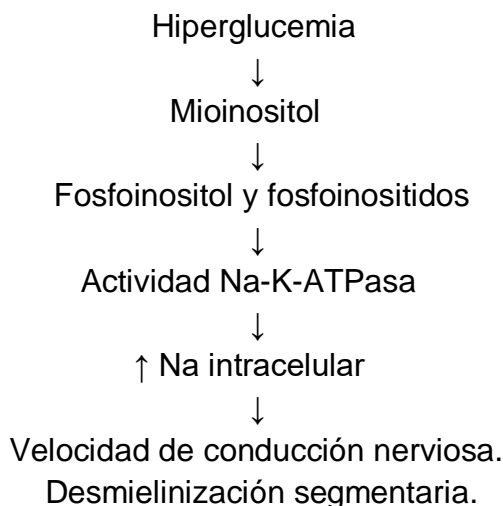 Hiperglucemia
↓
Mioinositol
↓
Fosfoinositol y fosfoinositidos
↓
Actividad Na-K-ATPasa
↓
↑ Na intracelular
↓
Velocidad de conducción nerviosa.
Desmielinización segmentaria.